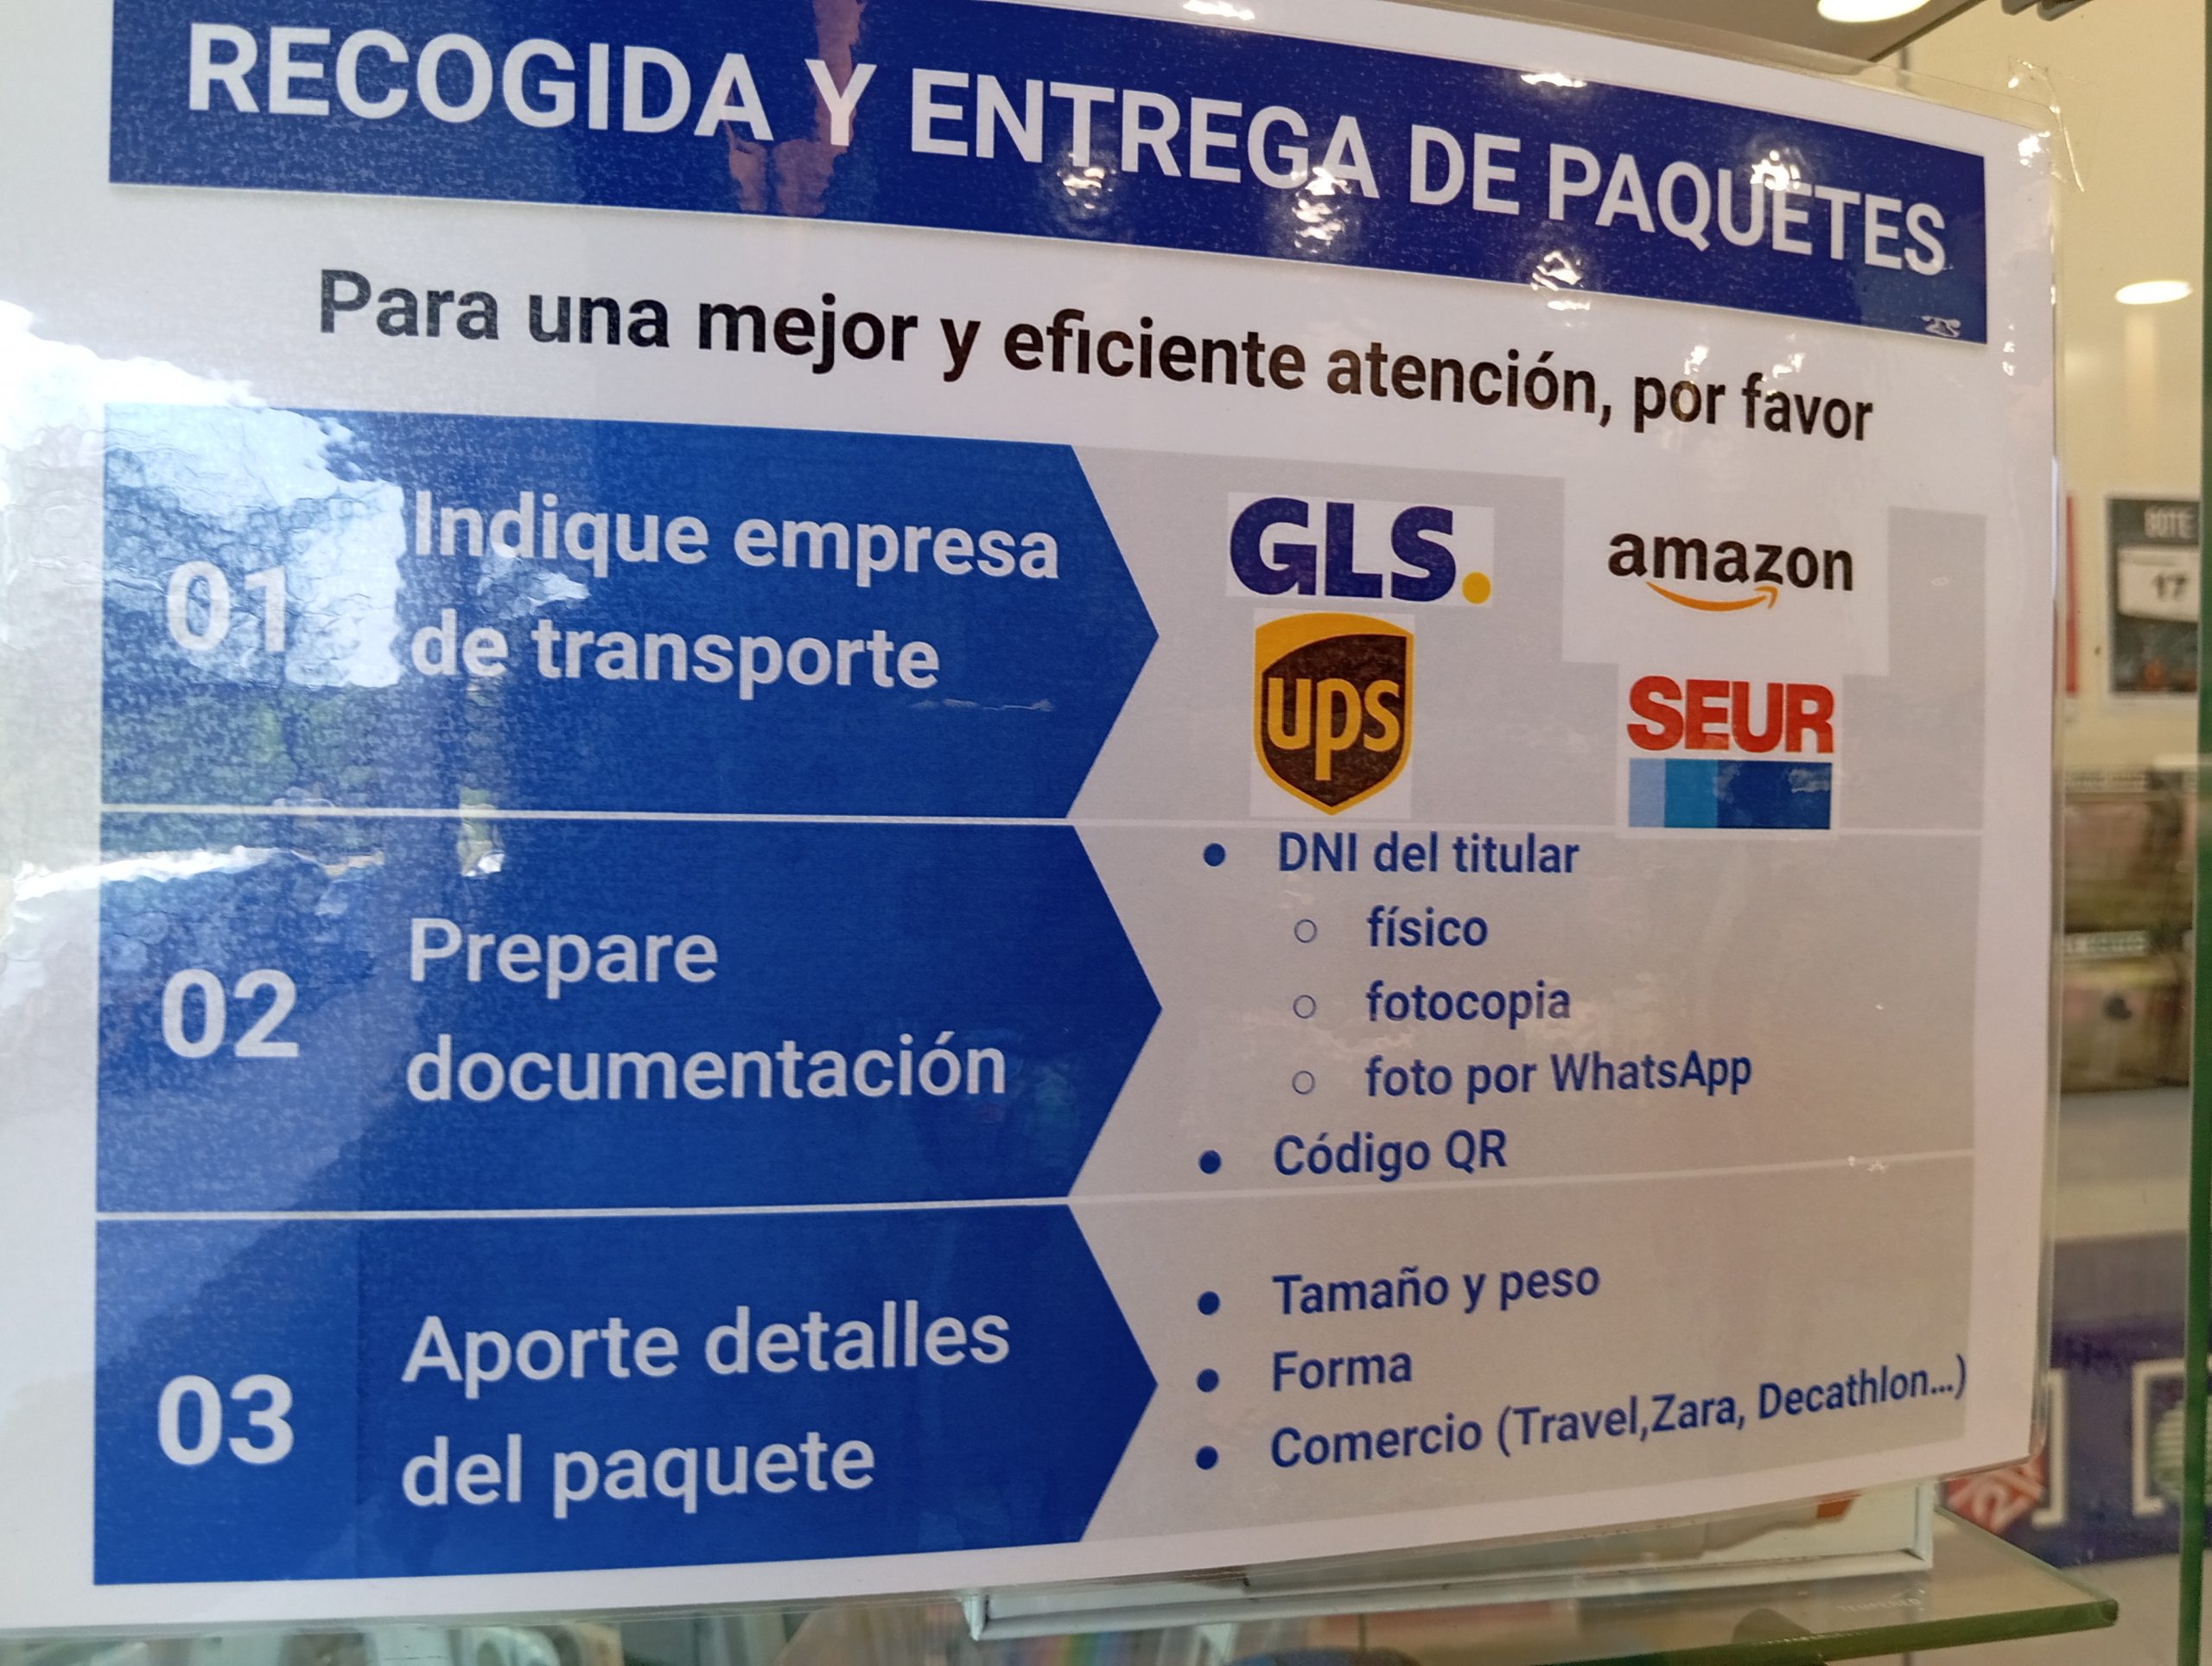 RECOGIDA Y ENTREGA DE PAQUETES
Para una mejor y eficiente atención, por favor
01
Indique empresa
de transporte
GLS.
amazon
ups
SEUR
02
Prepare
documentación
DNI del titular
físico
fotocopia
foto por WhatsApp
Código QR
03
Aporte detalles
del paquete
Tamaño y peso
Forma
Comercio (Travel,Zara, Decathlon...)
BOTE
17